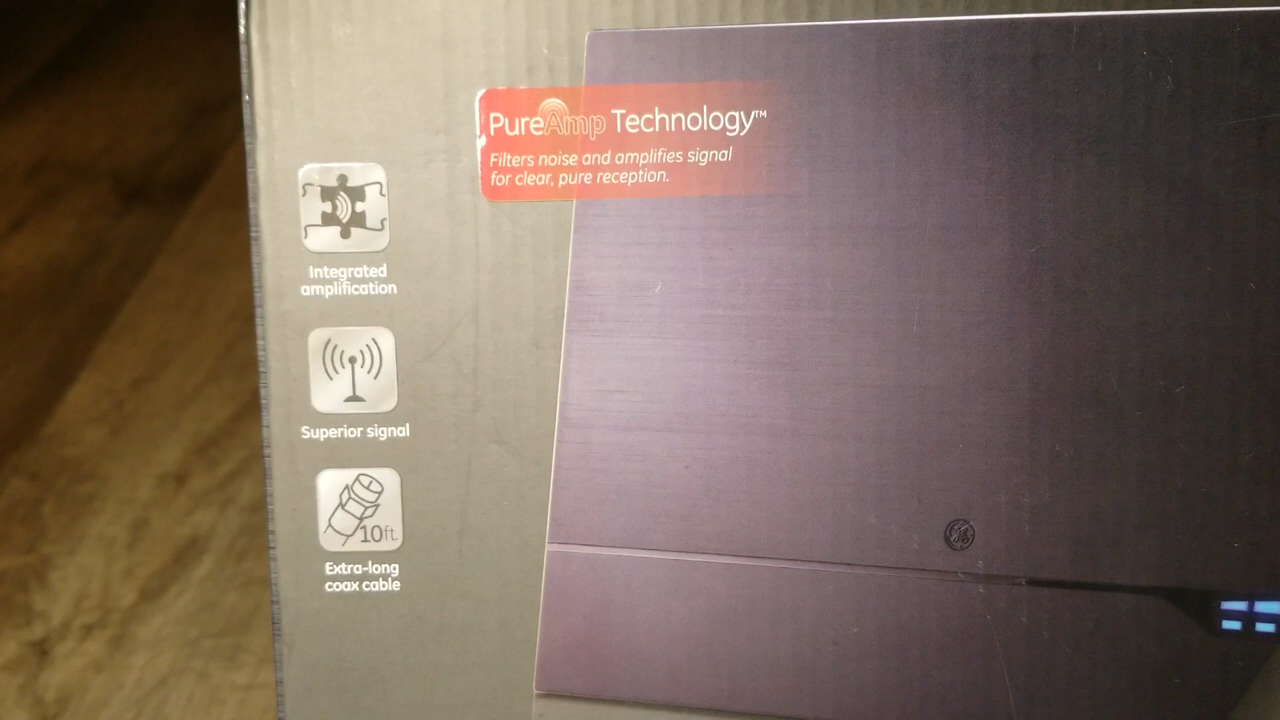 PureAmp Technology™
Filters noise and amplifies signal
for clear, pure reception.
Integrated
amplification
Superior signal
10ft.
Extra-long
coax cable
GE